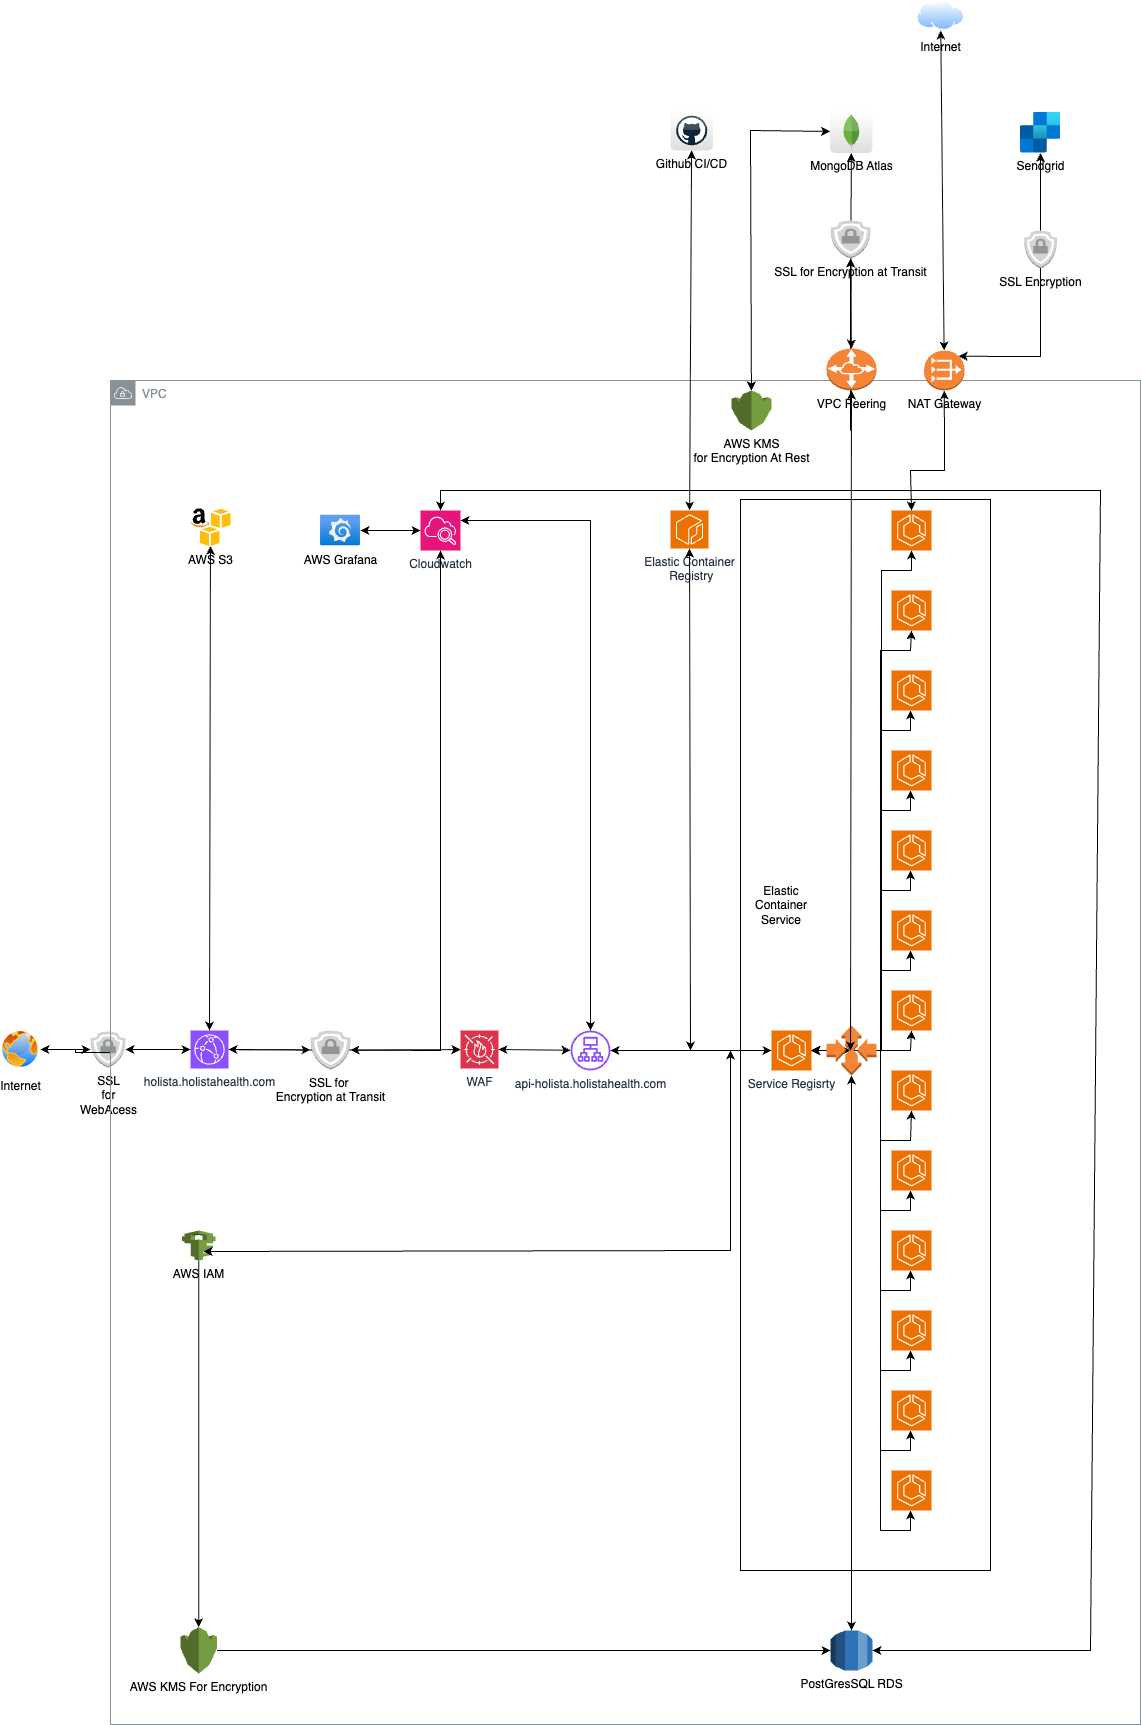 Internet
Github CI/CD
MongoDB Atlas
Sendgrid
SSL for Encryption at Transit
SSL Encryption
VPC
VPC Peering
NAT Gateway
AWS KMS
for Encryption At Rest
AWS S3
AWS Grafana
Cloudwatch
Elastic Container
Registry
Elastic
Container
Service
Internet
SSL
for
WebAcess
holista.holistahealth.com
SSL for
Encryption at Transit
WAF
api-holista.holistahealth.com
Service Regisrty
AWS IAM
AWS KMS For Encryption
PostGresSQL RDS